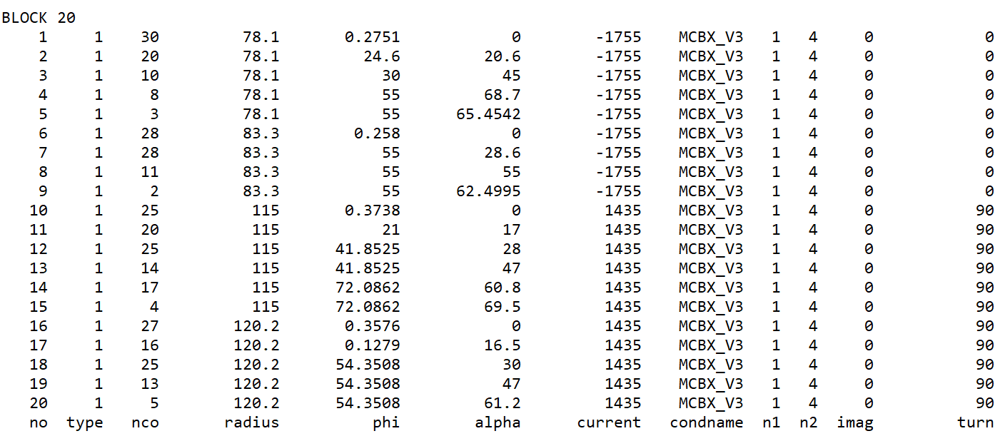 BLOCK 20
1 1 30 78.1 0.2751 0 -1755 MCBX_V3 1 4 0 0
2 1 20 78.1 24.6 20.6 -1755 MCBX_V3 1 4 0 0
3 1 10 78.1 30 45 -1755 MCBX_V3 1 4 0 0
4 1 8 78.1 55 68.7 -1755 MCBX_V3 1 4 0 0
5 1 3 78.1 55 65.4542 -1755 MCBX_V3 1 4 0 0
6 1 28 83.3 0.258 0 -1755 MCBX_V3 1 4 0 0
7 1 28 83.3 55 28.6 -1755 MCBX_V3 1 4 0 0
8 1 11 83.3 55 55 -1755 MCBX_V3 1 4 0 0
9 1 2 83.3 55 62.4995 -1755 MCBX_V3 1 4 0 0
10 1 25 115 0.3738 0 1435 MCBX_V3 1 4 0 90
11 1 20 115 21 17 1435 MCBX_V3 1 4 0 90
12 1 25 115 41.8525 28 1435 MCBX_V3 1 4 0 90
13 1 14 115 41.8525 47 1435 MCBX_V3 1 4 0 90
14 1 17 115 72.0862 60.8 1435 MCBX_V3 1 4 0 90
15 1 4 115 72.0862 69.5 1435 MCBX_V3 1 4 0 90
16 1 27 120.2 0.3576 0 1435 MCBX_V3 1 4 0 90
17 1 16 120.2 0.1279 16.5 1435 MCBX_V3 1 4 0 90
18 1 25 120.2 54.3508 30 1435 MCBX_V3 1 4 0 90
19 1 13 120.2 54.3508 47 1435 MCBX_V3 1 4 0 90
20 1 5 120.2 54.3508 61.2 1435 MCBX_V3 1 4 0 90
no type nco radius phi alpha current condname n1 n2 imag turn